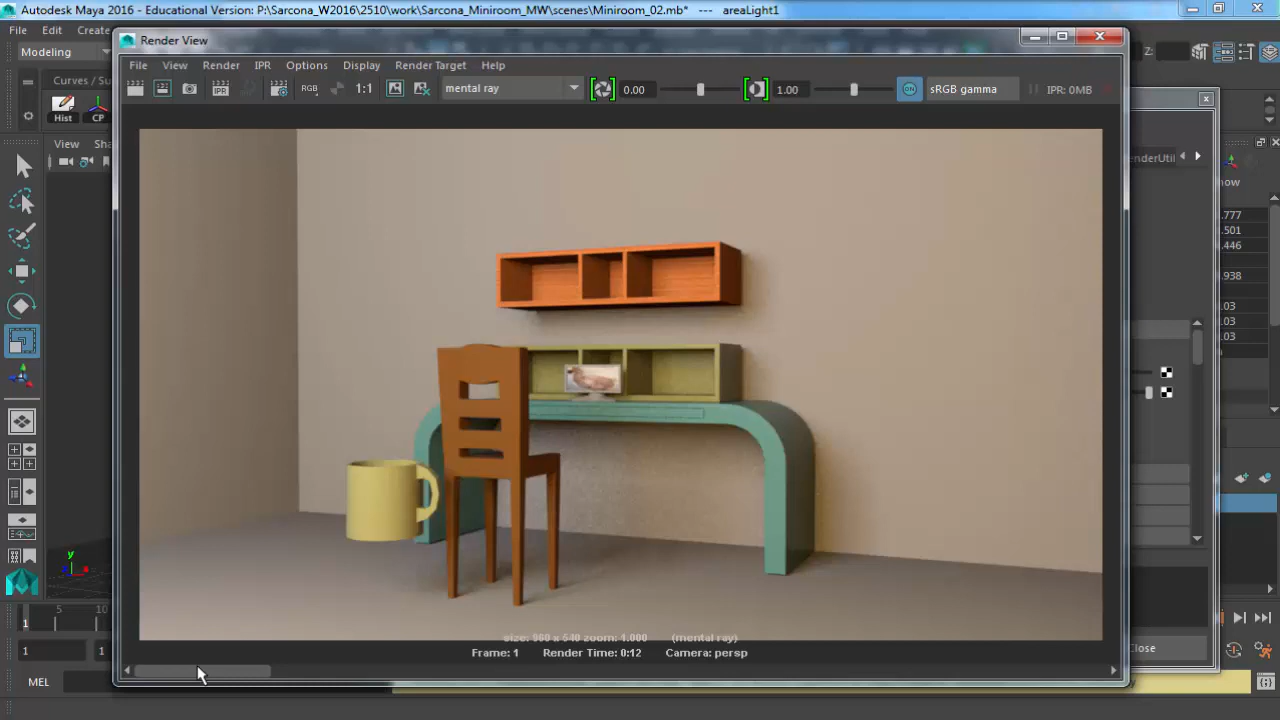 Autodesk Maya 2016 - Educational Version: P:\Sarcona_W2016\2510\work\Sarcona_Miniroom_MW\scenes\Miniroom_02.mb* --- areaLight1
File Edit Create
Render View
Modeling
Z:
File View Render IPR Options Display Render Target Help
Curves / Su
IPR RGB 1:1 mental ray 0.00 1.00 ON sRGB gamma IPR: 0MB
Hist CP
View Sha
enderUtil
how
.777
.501
.446
.938
.03
.03
.03
y
x
z
size: 960 x 540 zoom: 1.000 (mental ray)
Frame: 1 Render Time: 0:12 Camera: persp
5 10
1
1 1
Close
MEL